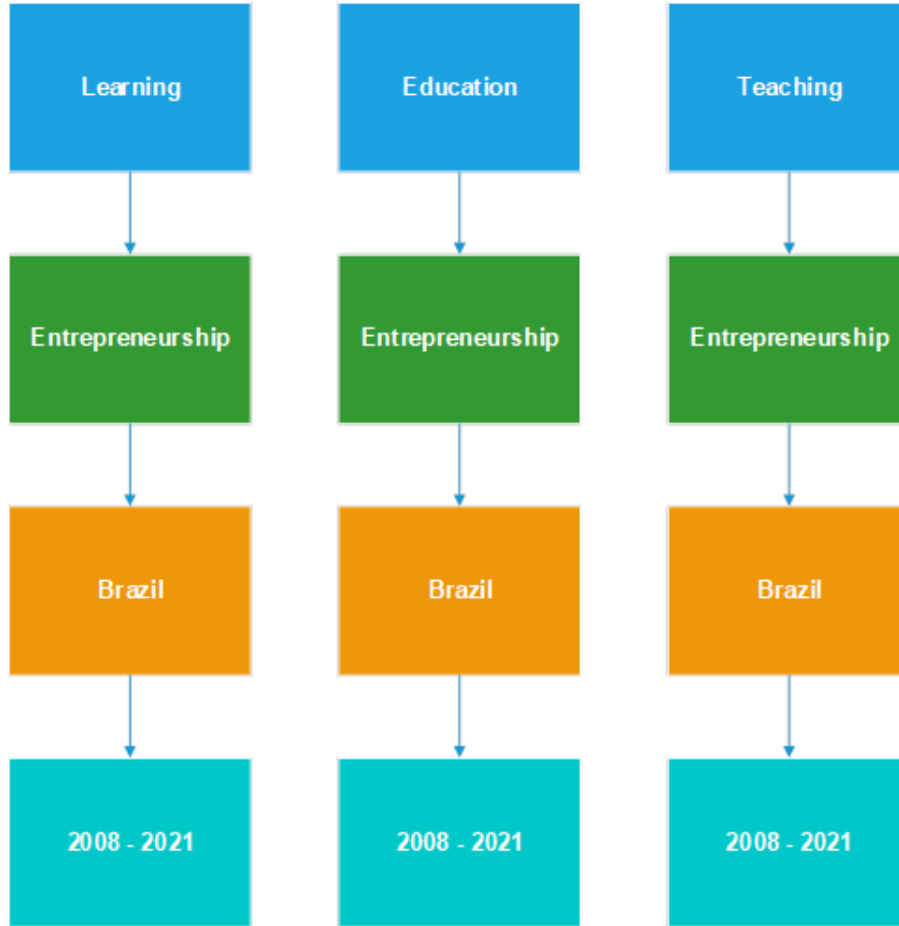 Learning
Education
Teaching
Entrepreneurship
Entrepreneurship
Entrepreneurship
Brazil
Brazil
Brazil
2008 - 2021
2008 - 2021
2008 - 2021